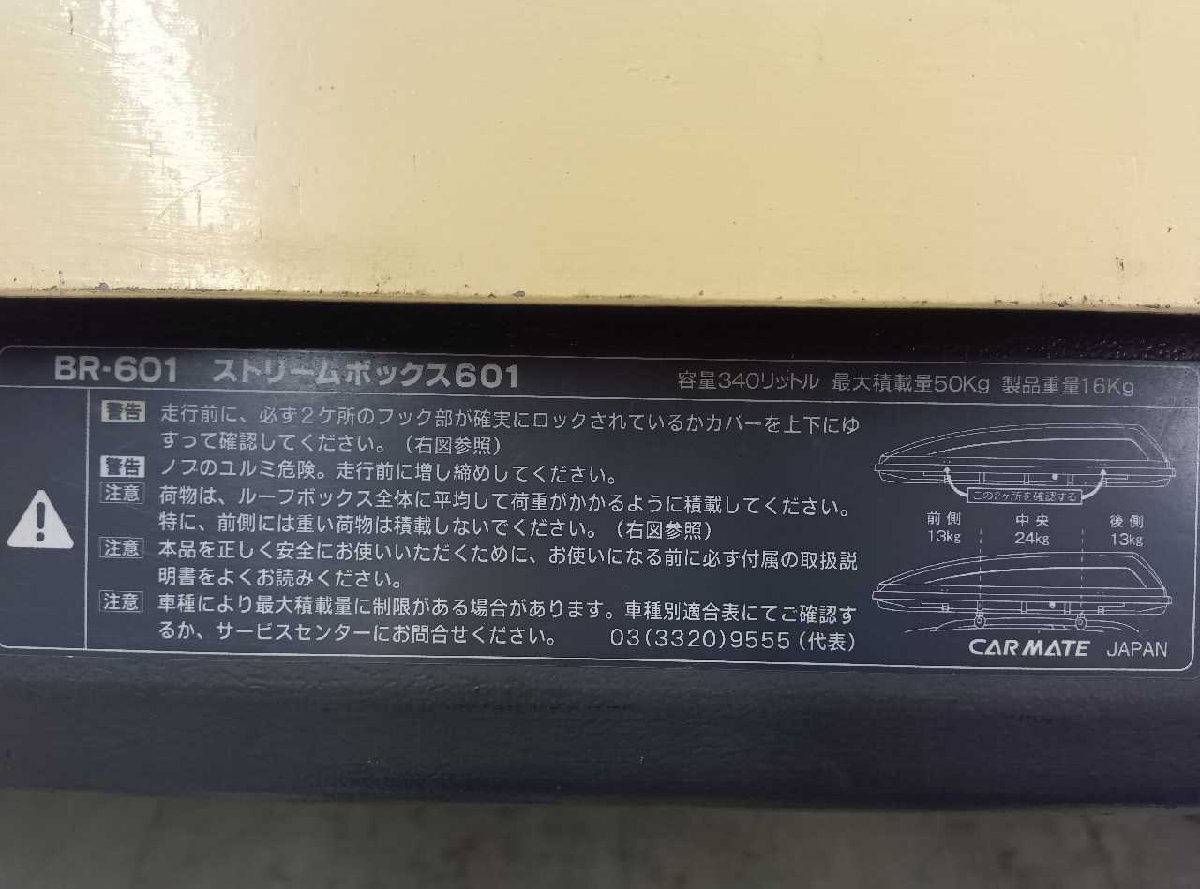 BR-601 ストリームボックス601 容量340リットル 最大積載量50Kg 製品重量16Kg
警告 走行前に、必ず2ケ所のフック部が確実にロックされているかカバーを上下にゆ
すって確認してください。(右図参照)
警告 ノブのユルミ危険。走行前に増し締めしてください。
注意 荷物は、ルーフボックス全体に平均して荷重がかかるように積載してください。
特に、前側には重い荷物は積載しないでください。(右図参照)
注意 本品を正しく安全にお使いいただくために、お使いになる前に必ず付属の取扱説
明書をよくお読みください。
注意 車種により最大積載量に制限がある場合があります。車種別適合表にてご確認す
るか、サービスセンターにお問合せください。 03(3320)9555(代表)
この2ヶ所を確認する
前側 中央 後側
13kg 24kg 13kg
CARMATE JAPAN